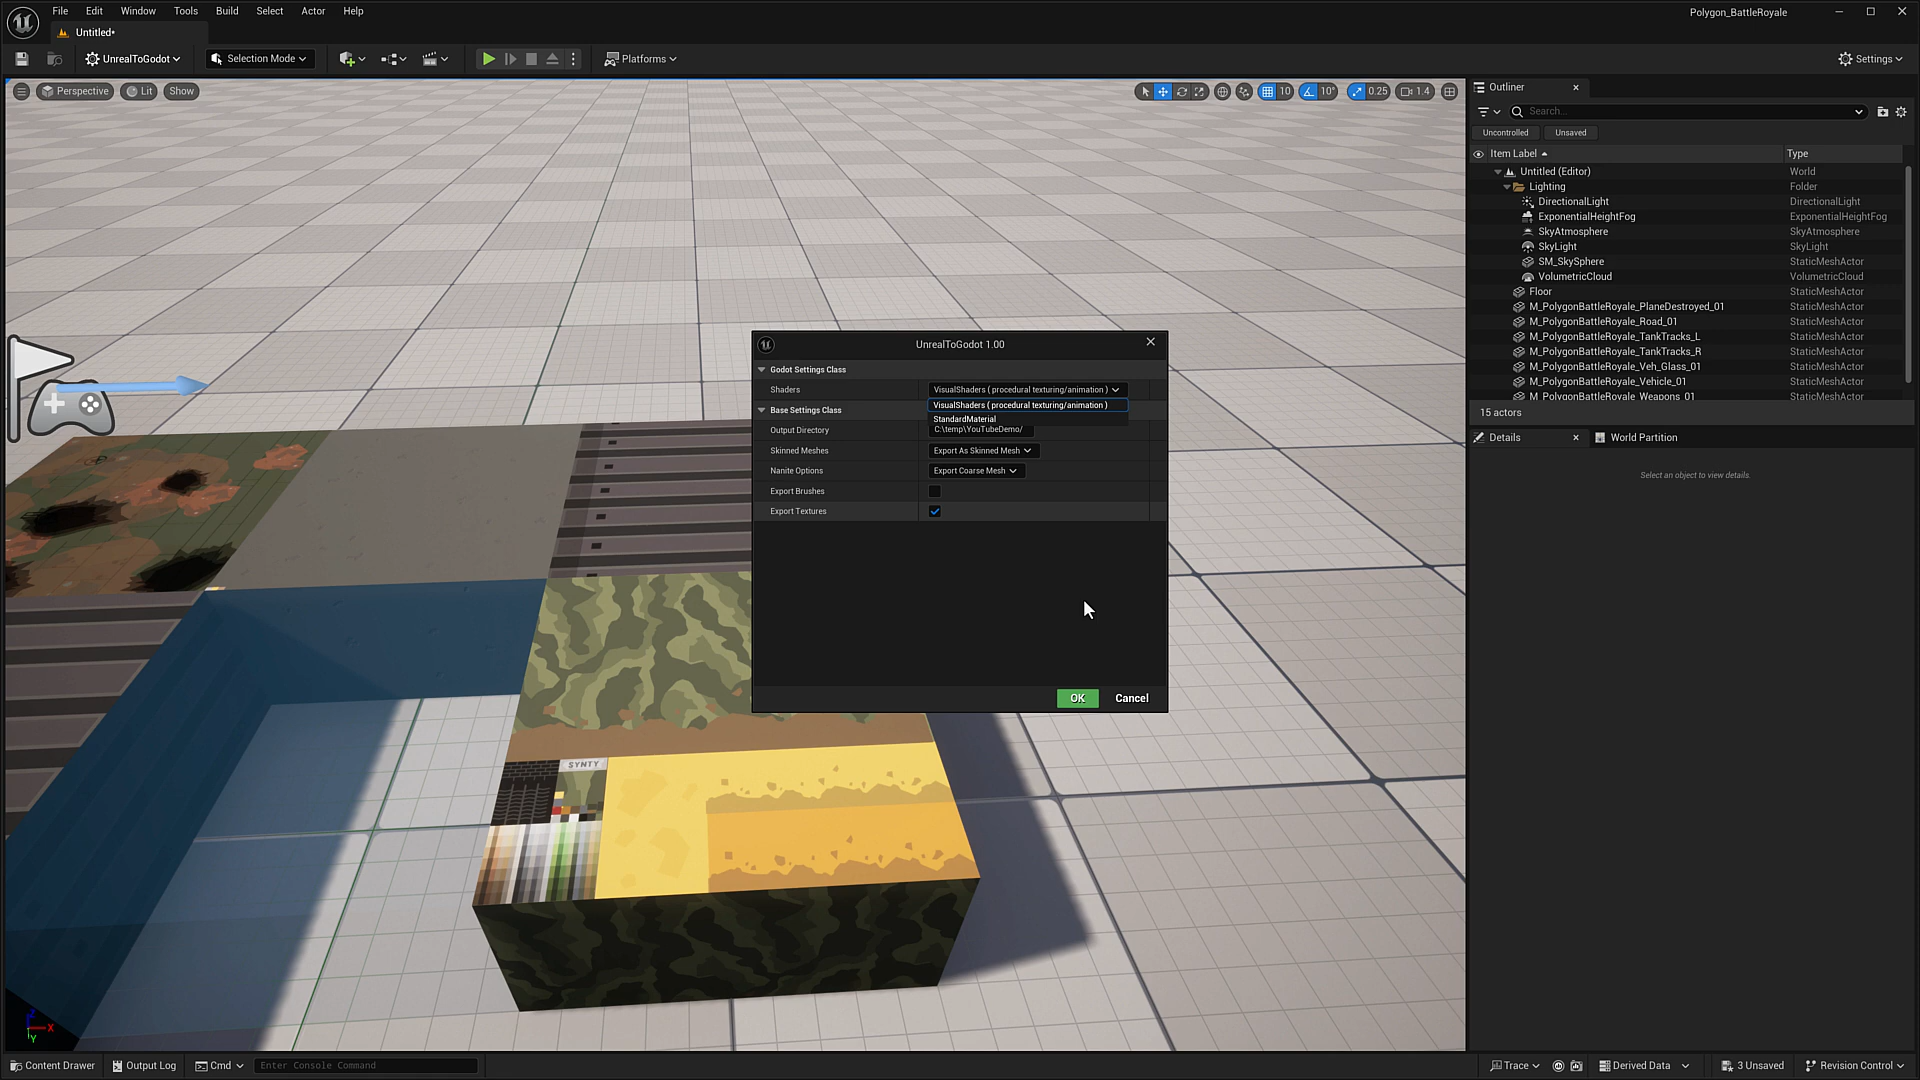 File Edit Window Tools Build Select Actor Help
Polygon_BattleRoyale
Untitled*
UnrealToGodot
Selection Mode
Platforms
Settings
Perspective Lit Show
10 10° 0.25 1.4
Outliner
Search...
Uncontrolled Unsaved
Item Label Type
Untitled (Editor) World
Lighting Folder
DirectionalLight DirectionalLight
ExponentialHeightFog ExponentialHeightFog
SkyAtmosphere SkyAtmosphere
SkyLight SkyLight
SM_SkySphere StaticMeshActor
VolumetricCloud VolumetricCloud
Floor StaticMeshActor
M_PolygonBattleRoyale_PlaneDestroyed_01 StaticMeshActor
M_PolygonBattleRoyale_Road_01 StaticMeshActor
M_PolygonBattleRoyale_TankTracks_L StaticMeshActor
M_PolygonBattleRoyale_TankTracks_R StaticMeshActor
M_PolygonBattleRoyale_Veh_Glass_01 StaticMeshActor
M_PolygonBattleRoyale_Vehicle_01 StaticMeshActor
M_PolygonBattleRoyale_Weapons_01 StaticMeshActor
15 actors
Details World Partition
Select an object to view details.
UnrealToGodot 1.00
Godot Settings Class
Shaders VisualShaders ( procedural texturing/animation )
VisualShaders ( procedural texturing/animation )
StandardMaterial
Base Settings Class
Output Directory C:\temp\YouTubeDemo/
Skinned Meshes Export As Skinned Mesh
Nanite Options Export Coarse Mesh
Export Brushes
Export Textures
OK Cancel
SYNTY
Z
X
Y
Content Drawer Output Log Cmd Enter Console Command
Trace Derived Data 3 Unsaved Revision Control